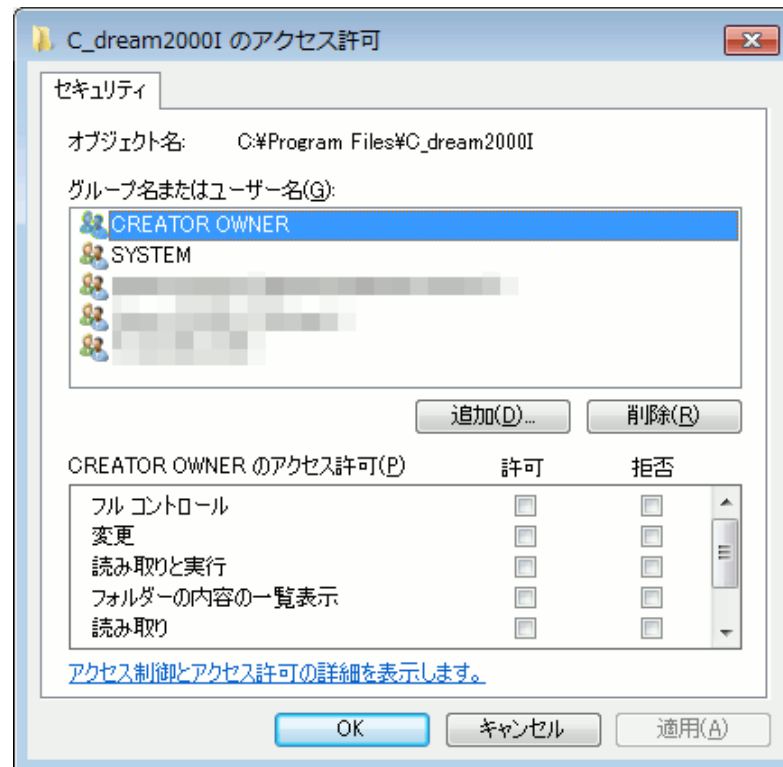 C_dream2000I のアクセス許可
セキュリティ
オブジェクト名: C:¥Program Files¥C_dream2000I
グループ名またはユーザー名(G):
CREATOR OWNER
SYSTEM
追加(D)... 削除(R)
CREATOR OWNER のアクセス許可(P) 許可 拒否
フル コントロール
変更
読み取りと実行
フォルダーの内容の一覧表示
読み取り
アクセス制御とアクセス許可の詳細を表示します。
OK キャンセル 適用(A)